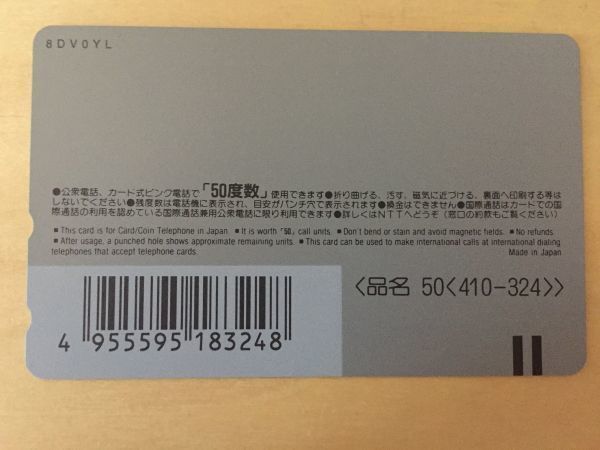 8DV0YL
●公衆電話、カード式ピンク電話で「50度数」使用できます●折り曲げる、汚す、磁気に近づける、裏面へ印刷する等は
しないでください●残度数は電話機に表示され、目安がパンチ穴で表示されます●換金はできません●国際通話はカードでの国
際通話の利用を認めている国際通話兼用公衆電話に限り利用できます●詳しくはNTTへどうぞ(窓口の約款もご覧ください)
■ This card is for Card/Coin Telephone in Japan. ■ It is worth「50」call units. ■ Don't bend or stain and avoid magnetic fields. ■ No refunds.
■ After usage, a punched hole shows approximate remaining units. ■ This card can be used to make international calls at international dialing
telephones that accept telephone cards. Made in Japan
〈品名 50〈410-324〉〉
4 955595 183248